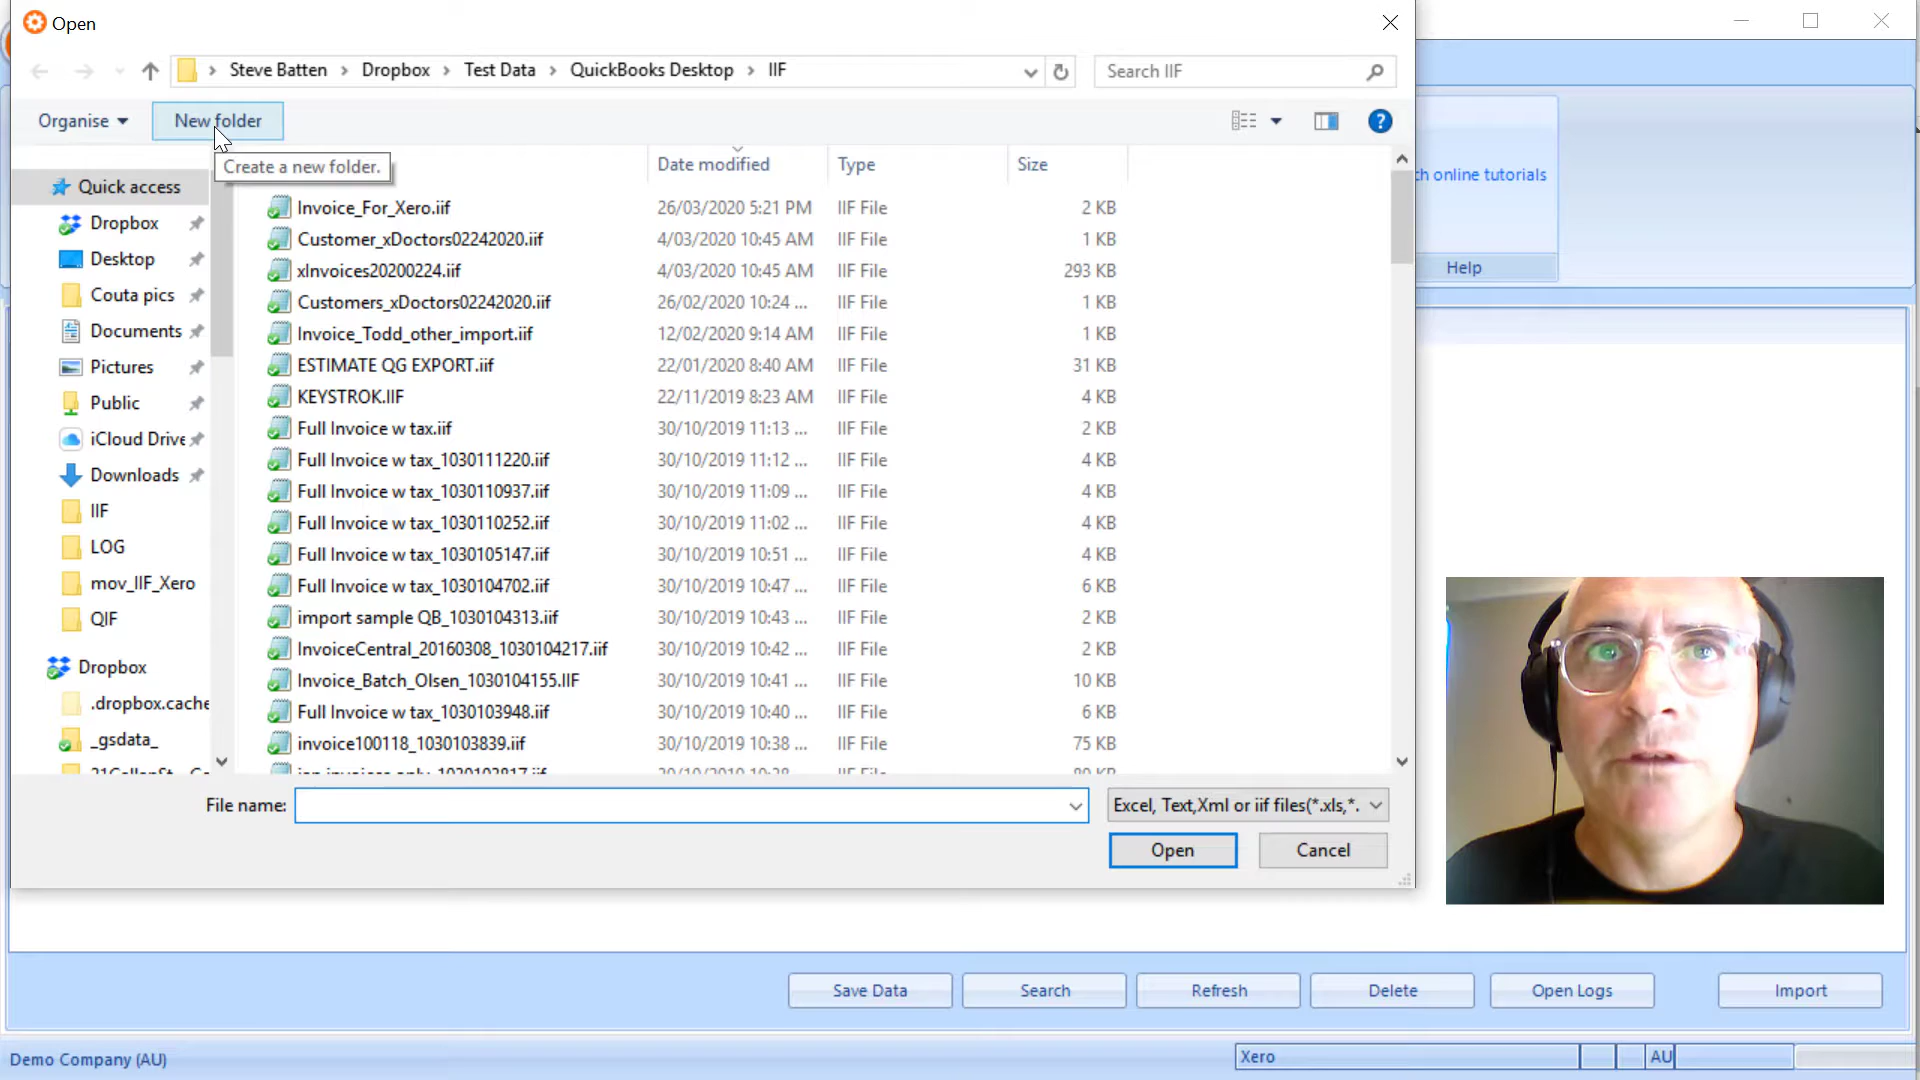 Open
Steve Batten > Dropbox > Test Data > QuickBooks Desktop > IIF
Search IIF
Organise
New folder
Create a new folder.
Date modified
Type
Size
Quick access
Dropbox
Desktop
Couta pics
Documents
Pictures
Public
iCloud Drive
Downloads
IIF
LOG
mov_IIF_Xero
QIF
Dropbox
.dropbox.cache
_gsdata_
Invoice_For_Xero.iif 26/03/2020 5:21 PM IIF File 2 KB
Customer_xDoctors02242020.iif 4/03/2020 10:45 AM IIF File 1 KB
xInvoices20200224.iif 4/03/2020 10:45 AM IIF File 293 KB
Customers_xDoctors02242020.iif 26/02/2020 10:24 ... IIF File 1 KB
Invoice_Todd_other_import.iif 12/02/2020 9:14 AM IIF File 1 KB
ESTIMATE QG EXPORT.iif 22/01/2020 8:40 AM IIF File 31 KB
KEYSTROK.IIF 22/11/2019 8:23 AM IIF File 4 KB
Full Invoice w tax.iif 30/10/2019 11:13 ... IIF File 2 KB
Full Invoice w tax_1030111220.iif 30/10/2019 11:12 ... IIF File 4 KB
Full Invoice w tax_1030110937.iif 30/10/2019 11:09 ... IIF File 4 KB
Full Invoice w tax_1030110252.iif 30/10/2019 11:02 ... IIF File 4 KB
Full Invoice w tax_1030105147.iif 30/10/2019 10:51 ... IIF File 4 KB
Full Invoice w tax_1030104702.iif 30/10/2019 10:47 ... IIF File 6 KB
import sample QB_1030104313.iif 30/10/2019 10:43 ... IIF File 2 KB
InvoiceCentral_20160308_1030104217.iif 30/10/2019 10:42 ... IIF File 2 KB
Invoice_Batch_Olsen_1030104155.IIF 30/10/2019 10:41 ... IIF File 10 KB
Full Invoice w tax_1030103948.iif 30/10/2019 10:40 ... IIF File 6 KB
invoice100118_1030103839.iif 30/10/2019 10:38 ... IIF File 75 KB
File name:
Excel, Text,Xml or iif files(*.xls,*.
Open
Cancel
ch online tutorials
Help
Save Data
Search
Refresh
Delete
Open Logs
Import
Demo Company (AU)
Xero
AU